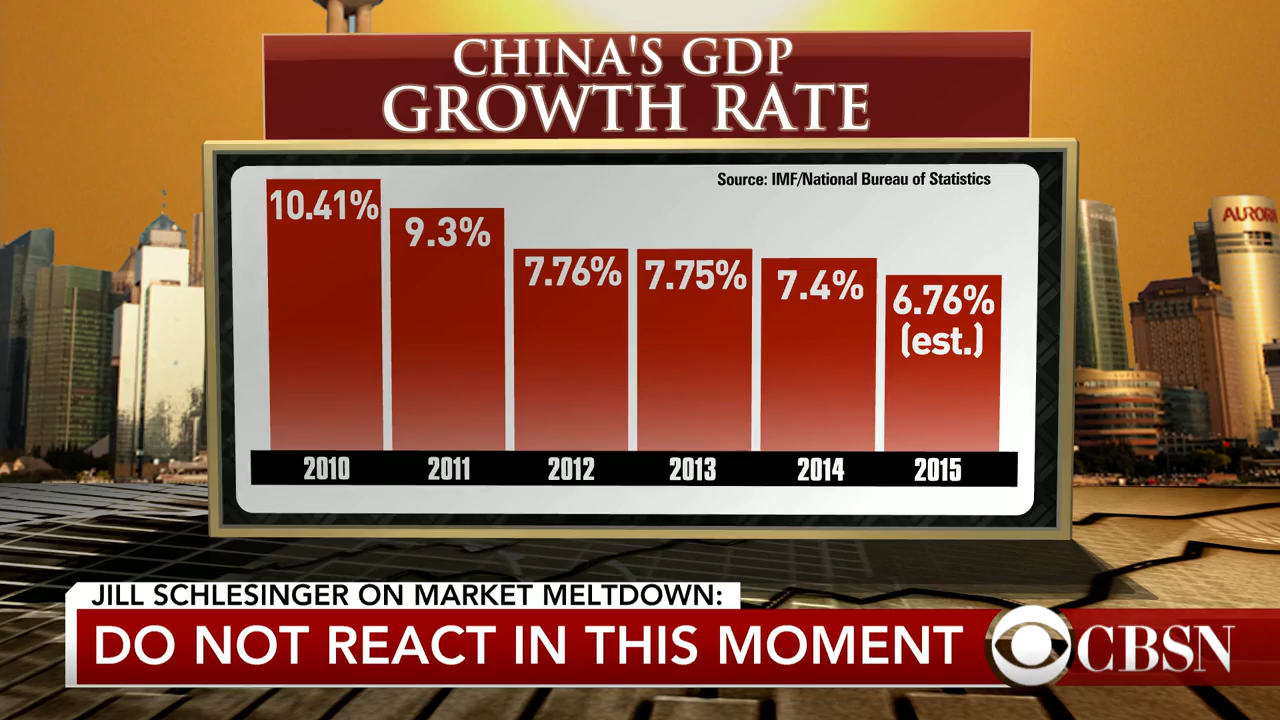 CHINA'S GDP
GROWTH RATE
Source: IMF/National Bureau of Statistics
10.41%
9.3%
7.76%
7.75%
7.4%
6.76%
(est.)
2010
2011
2012
2013
2014
2015
AURORA
JILL SCHLESINGER ON MARKET MELTDOWN:
DO NOT REACT IN THIS MOMENT
CBSN